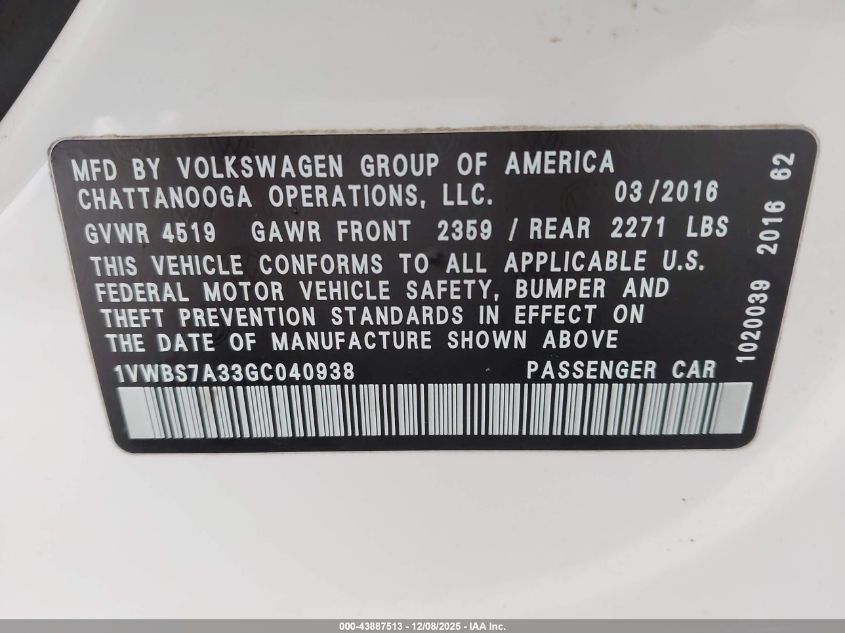 MFD BY VOLKSWAGEN GROUP OF AMERICA
CHATTANOOGA OPERATIONS, LLC. 03/2016
GVWR 4519 GAWR FRONT 2359 / REAR 2271 LBS
THIS VEHICLE CONFORMS TO ALL APPLICABLE U.S.
FEDERAL MOTOR VEHICLE SAFETY, BUMPER AND
THEFT PREVENTION STANDARDS IN EFFECT ON
THE DATE OF MANUFACTURE SHOWN ABOVE
1VWBS7A33GC040938 PASSENGER CAR
1020039 2016 62
000-43887513 - 12/08/2025 - IAA Inc.